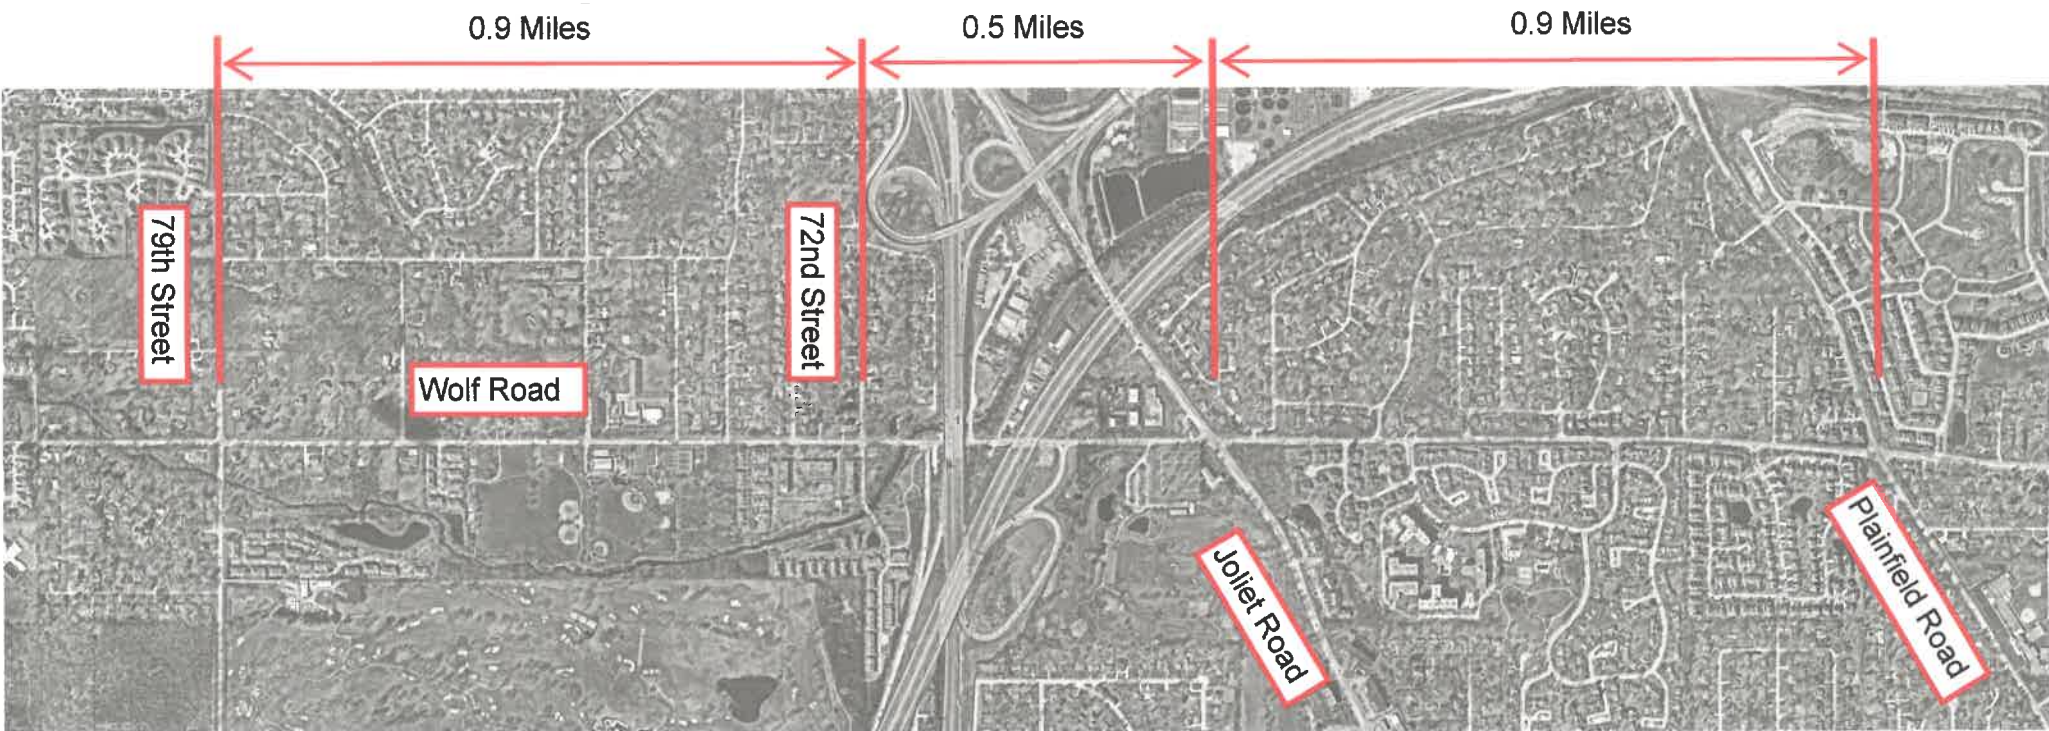 0.9 Miles
0.5 Miles
0.9 Miles
79th Street
72nd Street
Wolf Road
Joliet Road
Plainfield Road